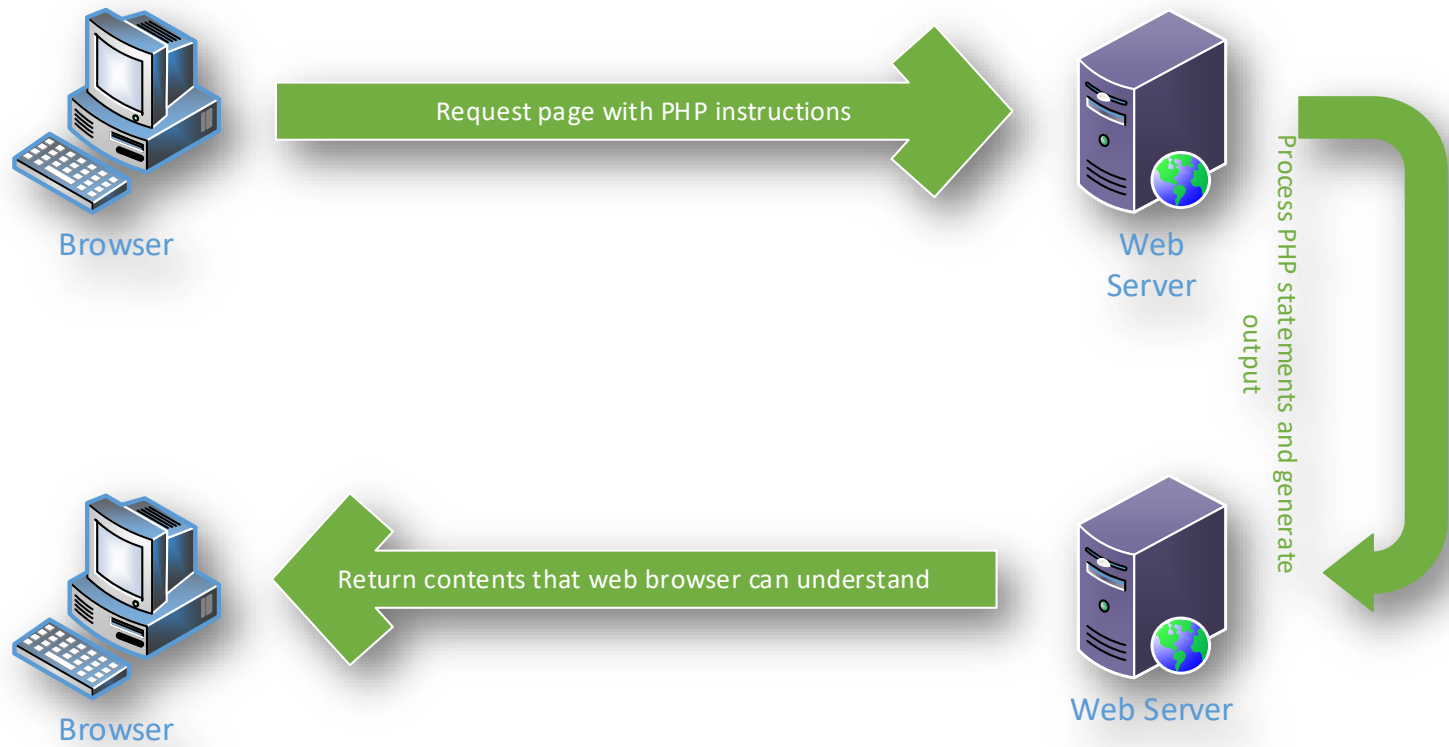 Request page with PHP instructions
Browser
Web
Server
Process PHP statements and generate
output
Return contents that web browser can understand
Browser
Web Server